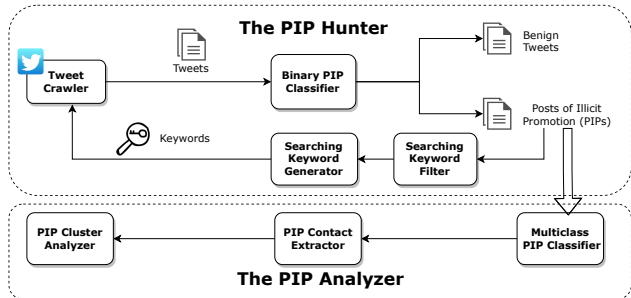 The PIP Hunter
Tweet
Crawler
Tweets
Binary PIP
Classifier
Benign
Tweets
Posts of Illicit
Promotion (PIPs)
Keywords
Searching
Keyword
Generator
Searching
Keyword
Filter
PIP Cluster
Analyzer
PIP Contact
Extractor
Multiclass
PIP Classifier
The PIP Analyzer